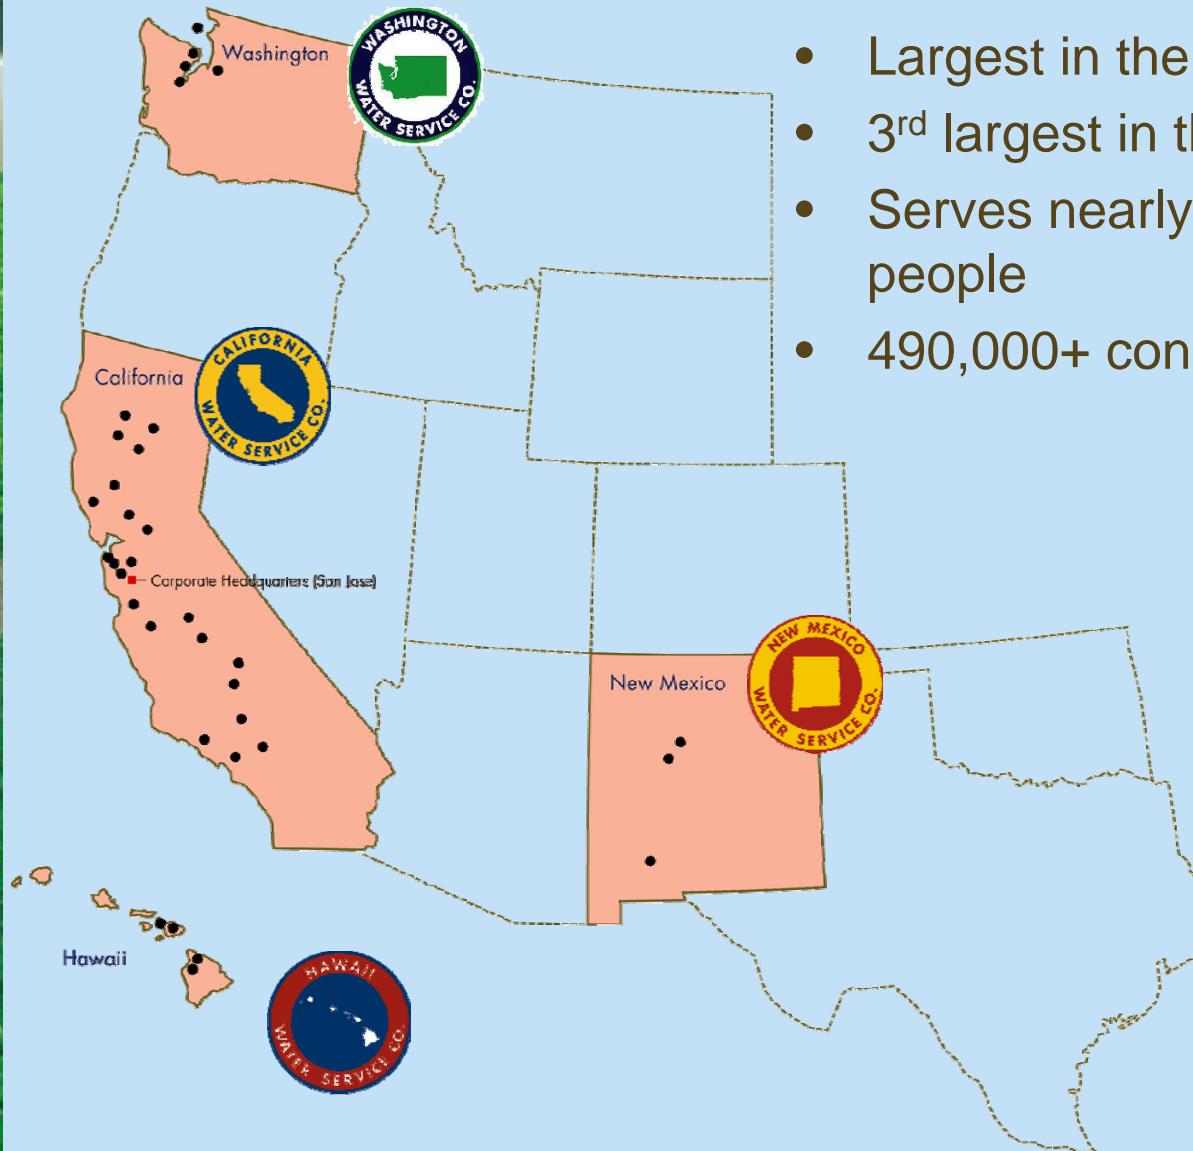 Washington
WASHINGTON
WATER SERVICE CO.
• Largest in the
• 3rd largest in
• Serves nearly
people
• 490,000+ con
California
CALIFORNIA
WATER SERVICE CO.
Corporate Headquarters (San Jose)
New Mexico
NEW MEXICO
WATER SERVICE CO.
Hawaii
HAWAII
WATER SERVICE CO.